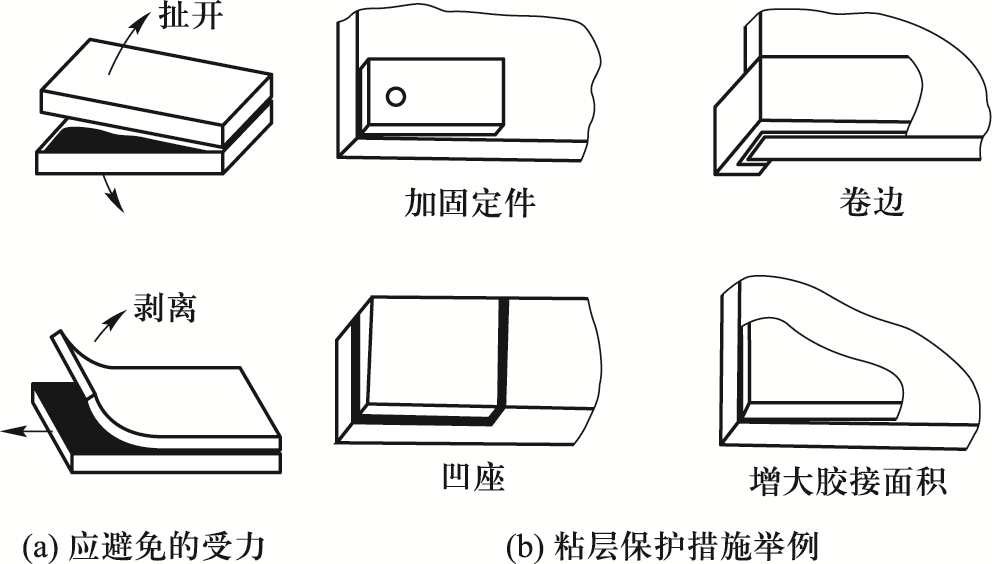 扯开
加固定件
卷边
剥离
凹座
增大胶接面积
(a) 应避免的受力
(b) 粘层保护措施举例